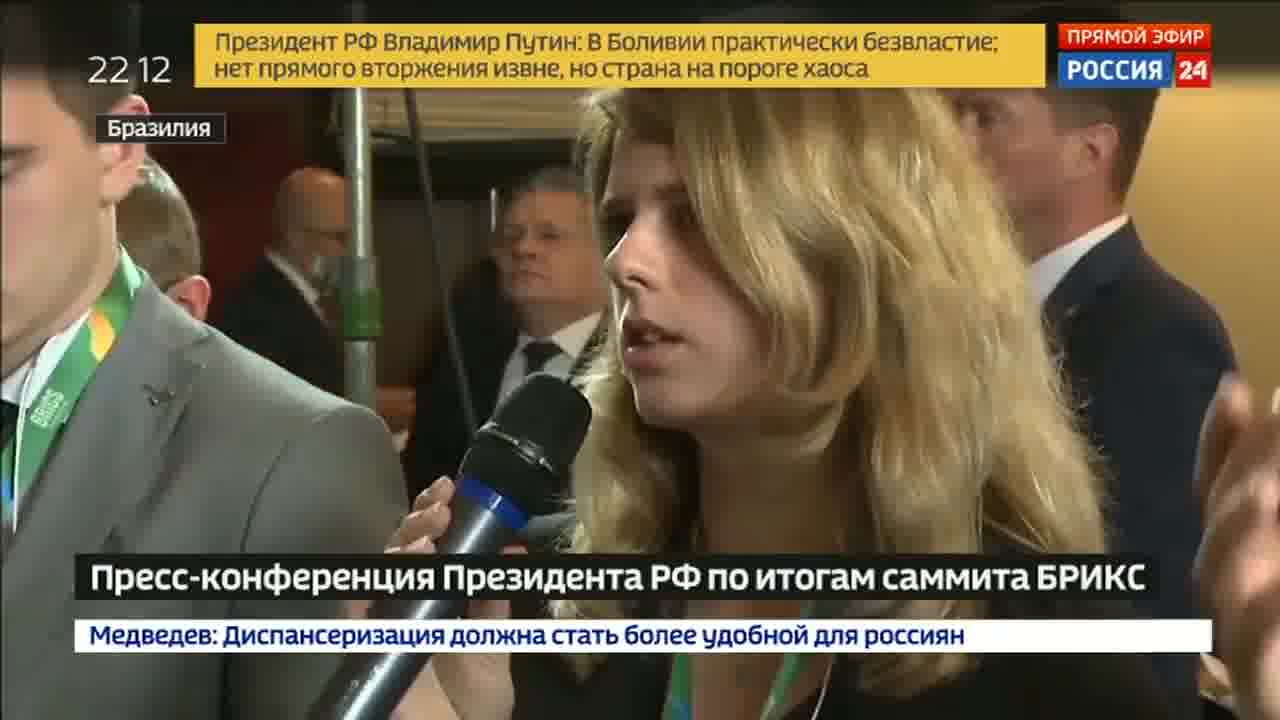 22 12
Президент РФ Владимир Путин: В Боливии практически безвластие;
нет прямого вторжения извне, но страна на пороге хаоса
ПРЯМОЙ ЭФИР
РОССИЯ 24
Бразилия
BRICS
Пресс-конференция Президента РФ по итогам саммита БРИКС
Медведев: Диспансеризация должна стать более удобной для россиян